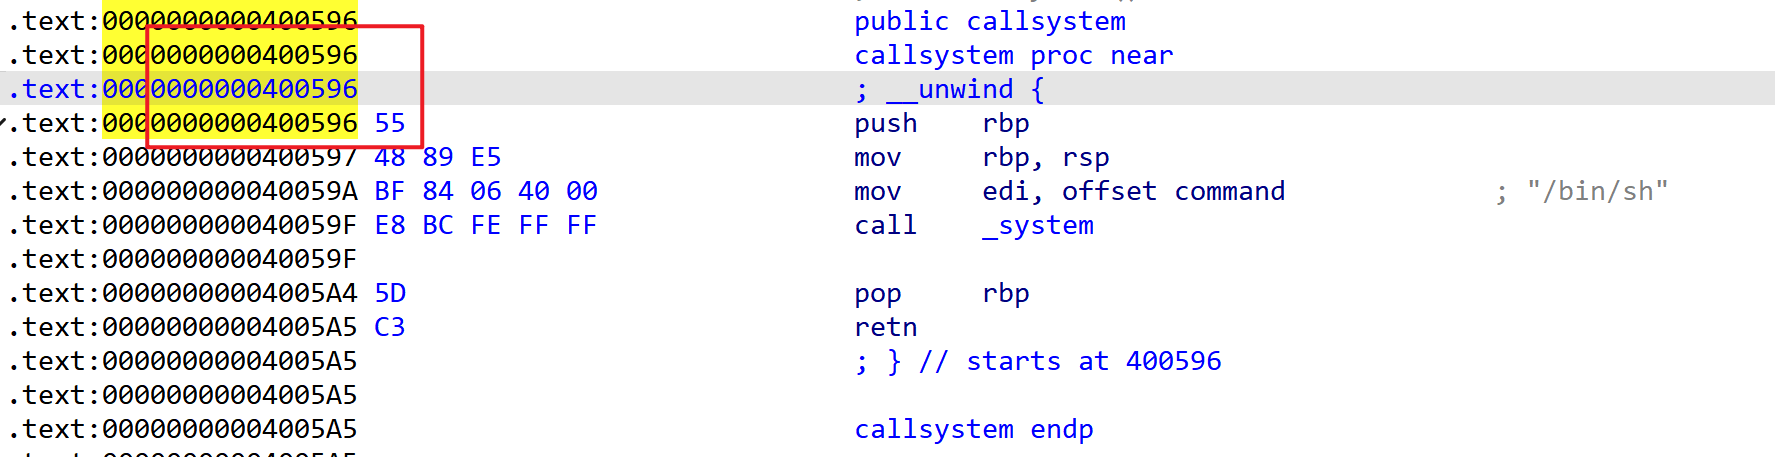 .text:0000000000400596 public callsystem
.text:0000000000400596 callsystem proc near
.text:0000000000400596 ; __unwind {
.text:0000000000400596 55 push rbp
.text:0000000000400597 48 89 E5 mov rbp, rsp
.text:000000000040059A BF 84 06 40 00 mov edi, offset command ; "/bin/sh"
.text:000000000040059F E8 BC FE FF FF call _system
.text:000000000040059F
.text:00000000004005A4 5D pop rbp
.text:00000000004005A5 C3 retn
.text:00000000004005A5 ; } // starts at 400596
.text:00000000004005A5
.text:00000000004005A5 callsystem endp